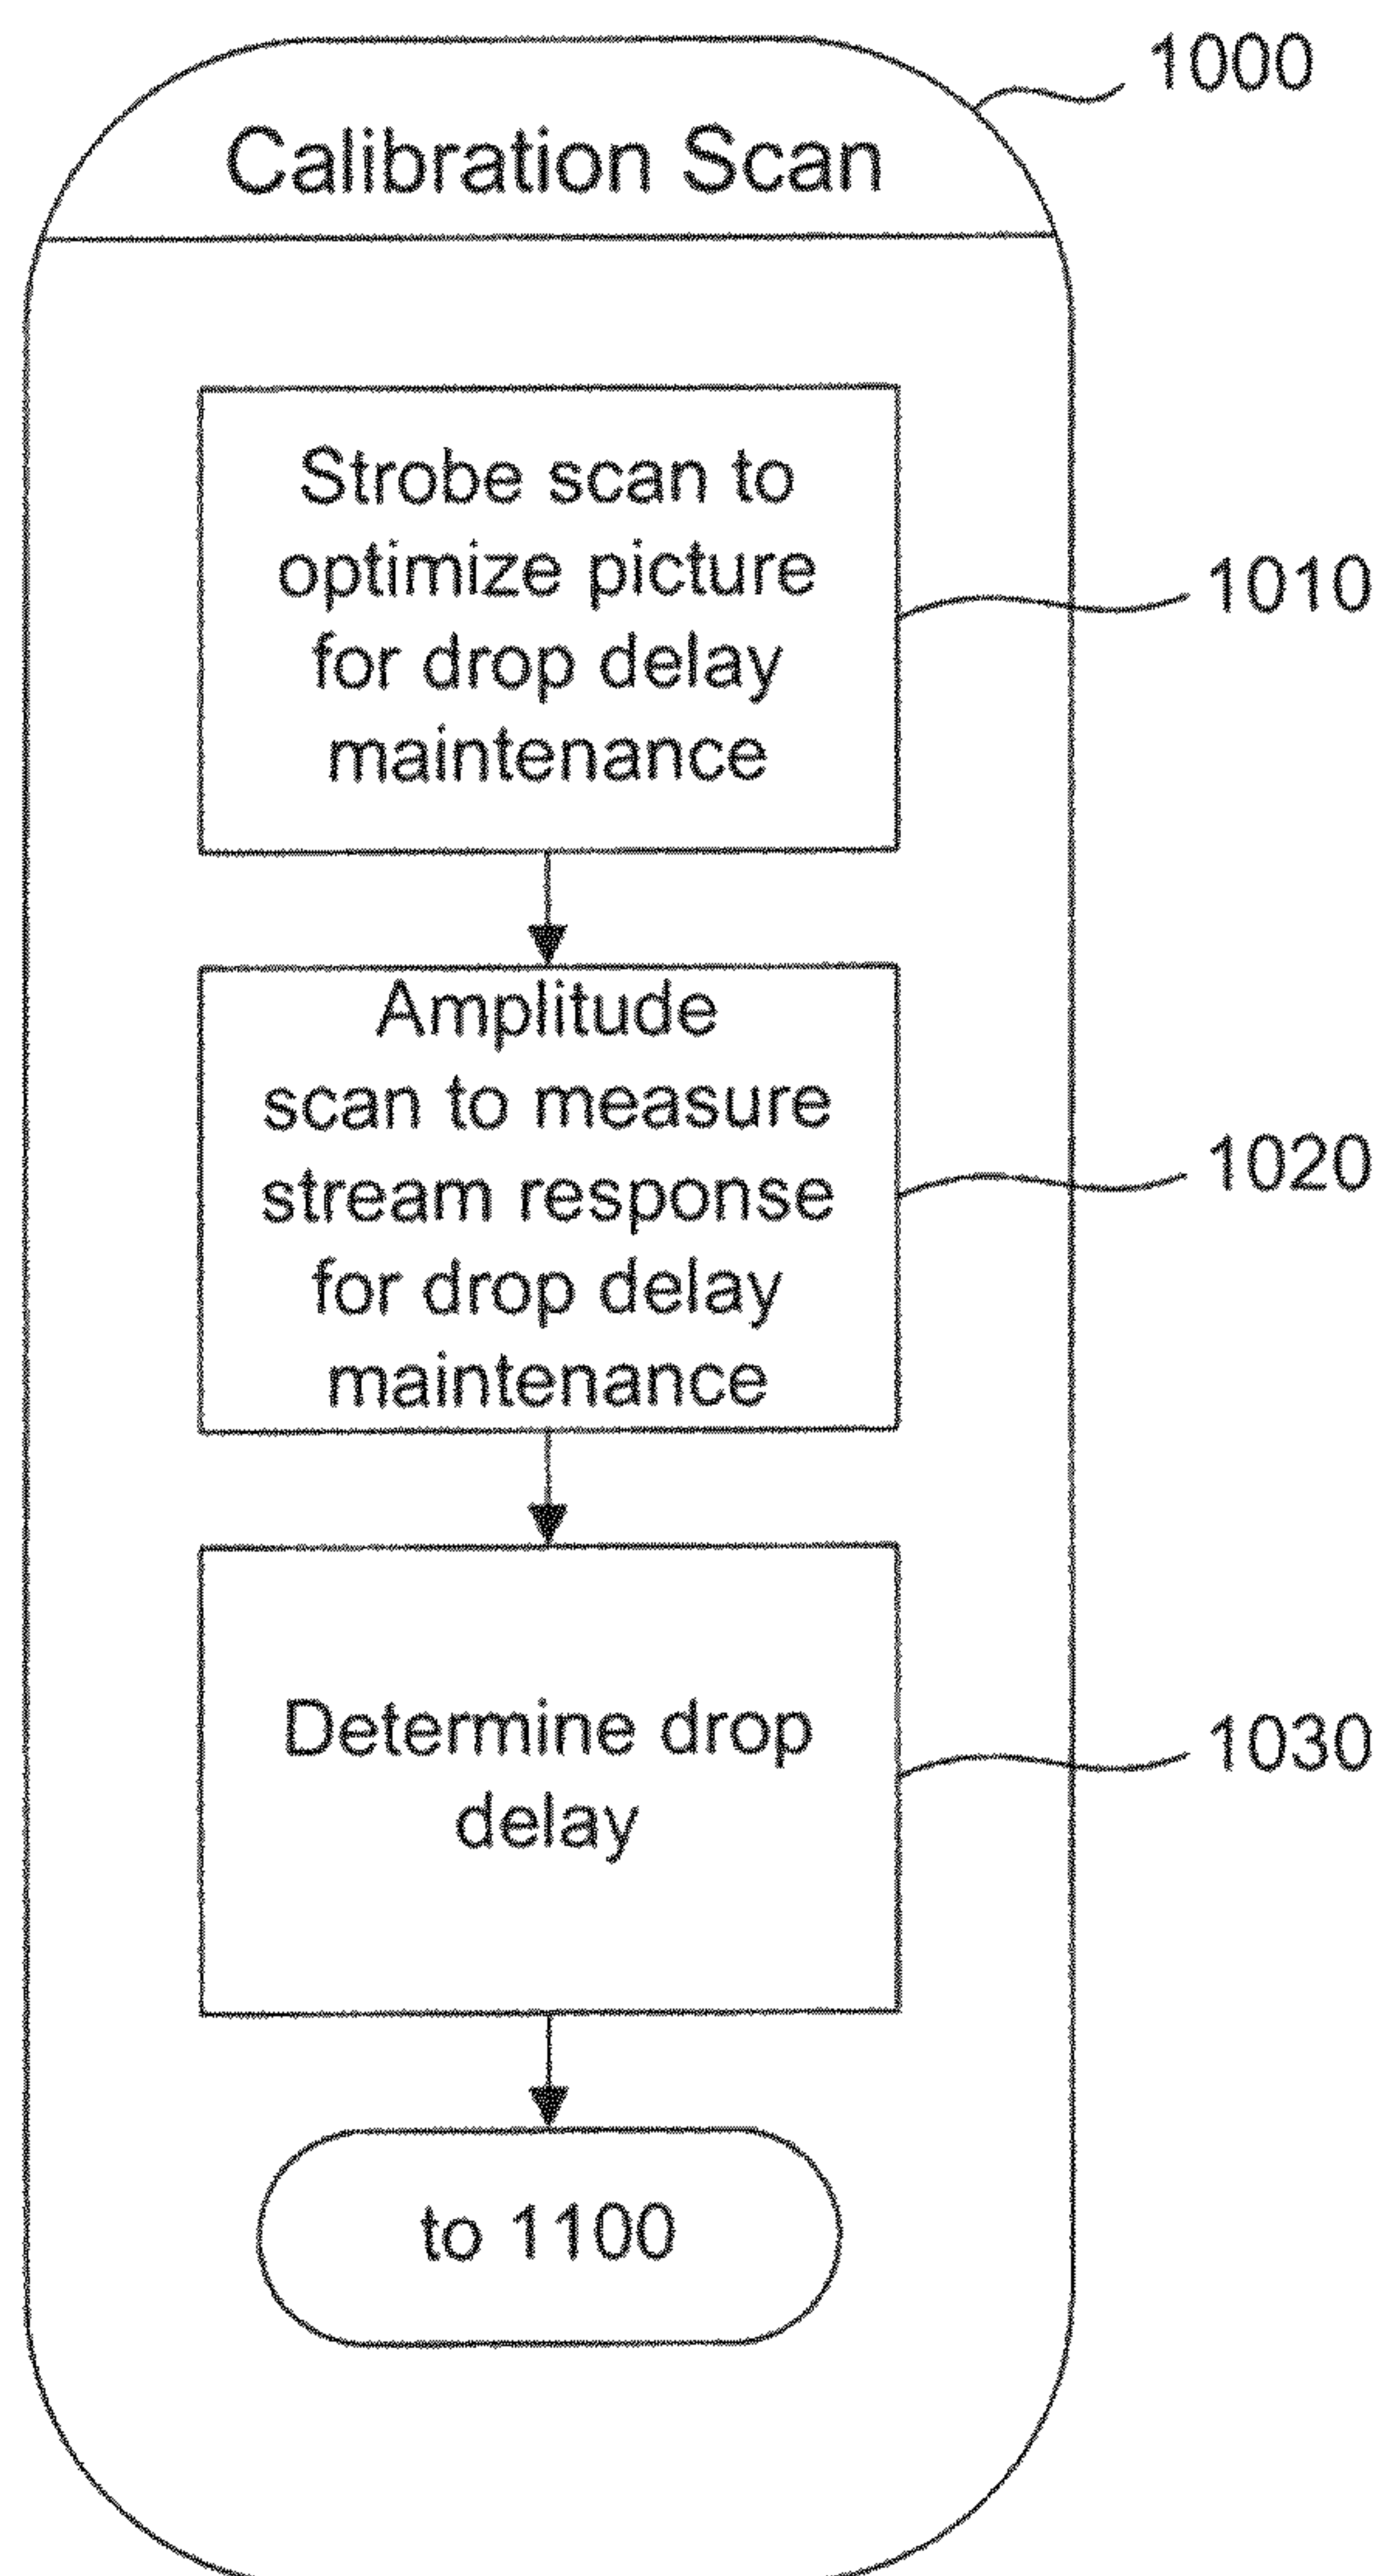 1000
Calibration Scan
Strobe scan to
optimize picture
for drop delay
maintenance
1010
Amplitude
scan to measure
stream response
for drop delay
maintenance
1020
Determine drop
delay
1030
to 1100